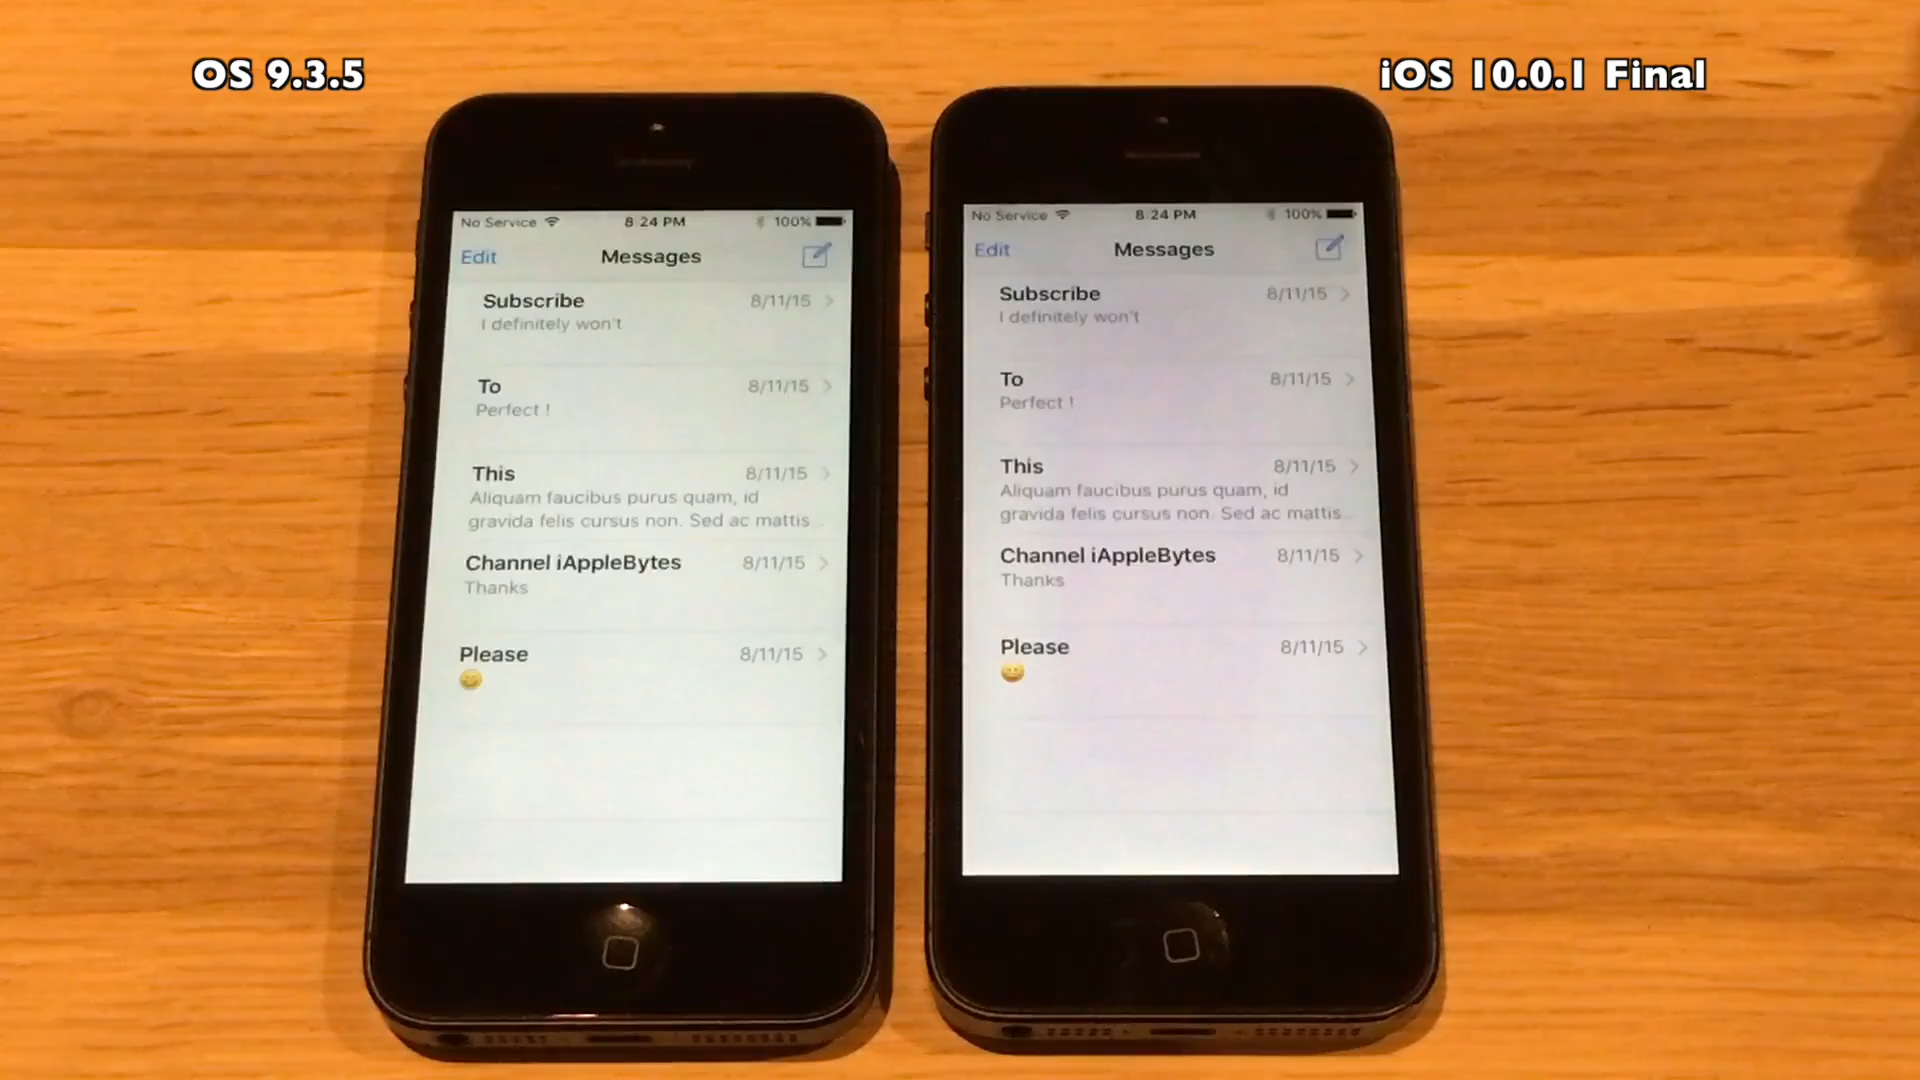 OS 9.3.5
iOS 10.0.1 Final
No Service 8:24 PM 100%
Edit Messages
Subscribe 8/11/15
I definitely won't
To 8/11/15
Perfect !
This 8/11/15
Aliquam faucibus purus quam, id
gravida felis cursus non. Sed ac mattis...
Channel iAppleBytes 8/11/15
Thanks
Please 8/11/15
No Service 8:24 PM 100%
Edit Messages
Subscribe 8/11/15
I definitely won't
To 8/11/15
Perfect !
This 8/11/15
Aliquam faucibus purus quam, id
gravida felis cursus non. Sed ac mattis...
Channel iAppleBytes 8/11/15
Thanks
Please 8/11/15